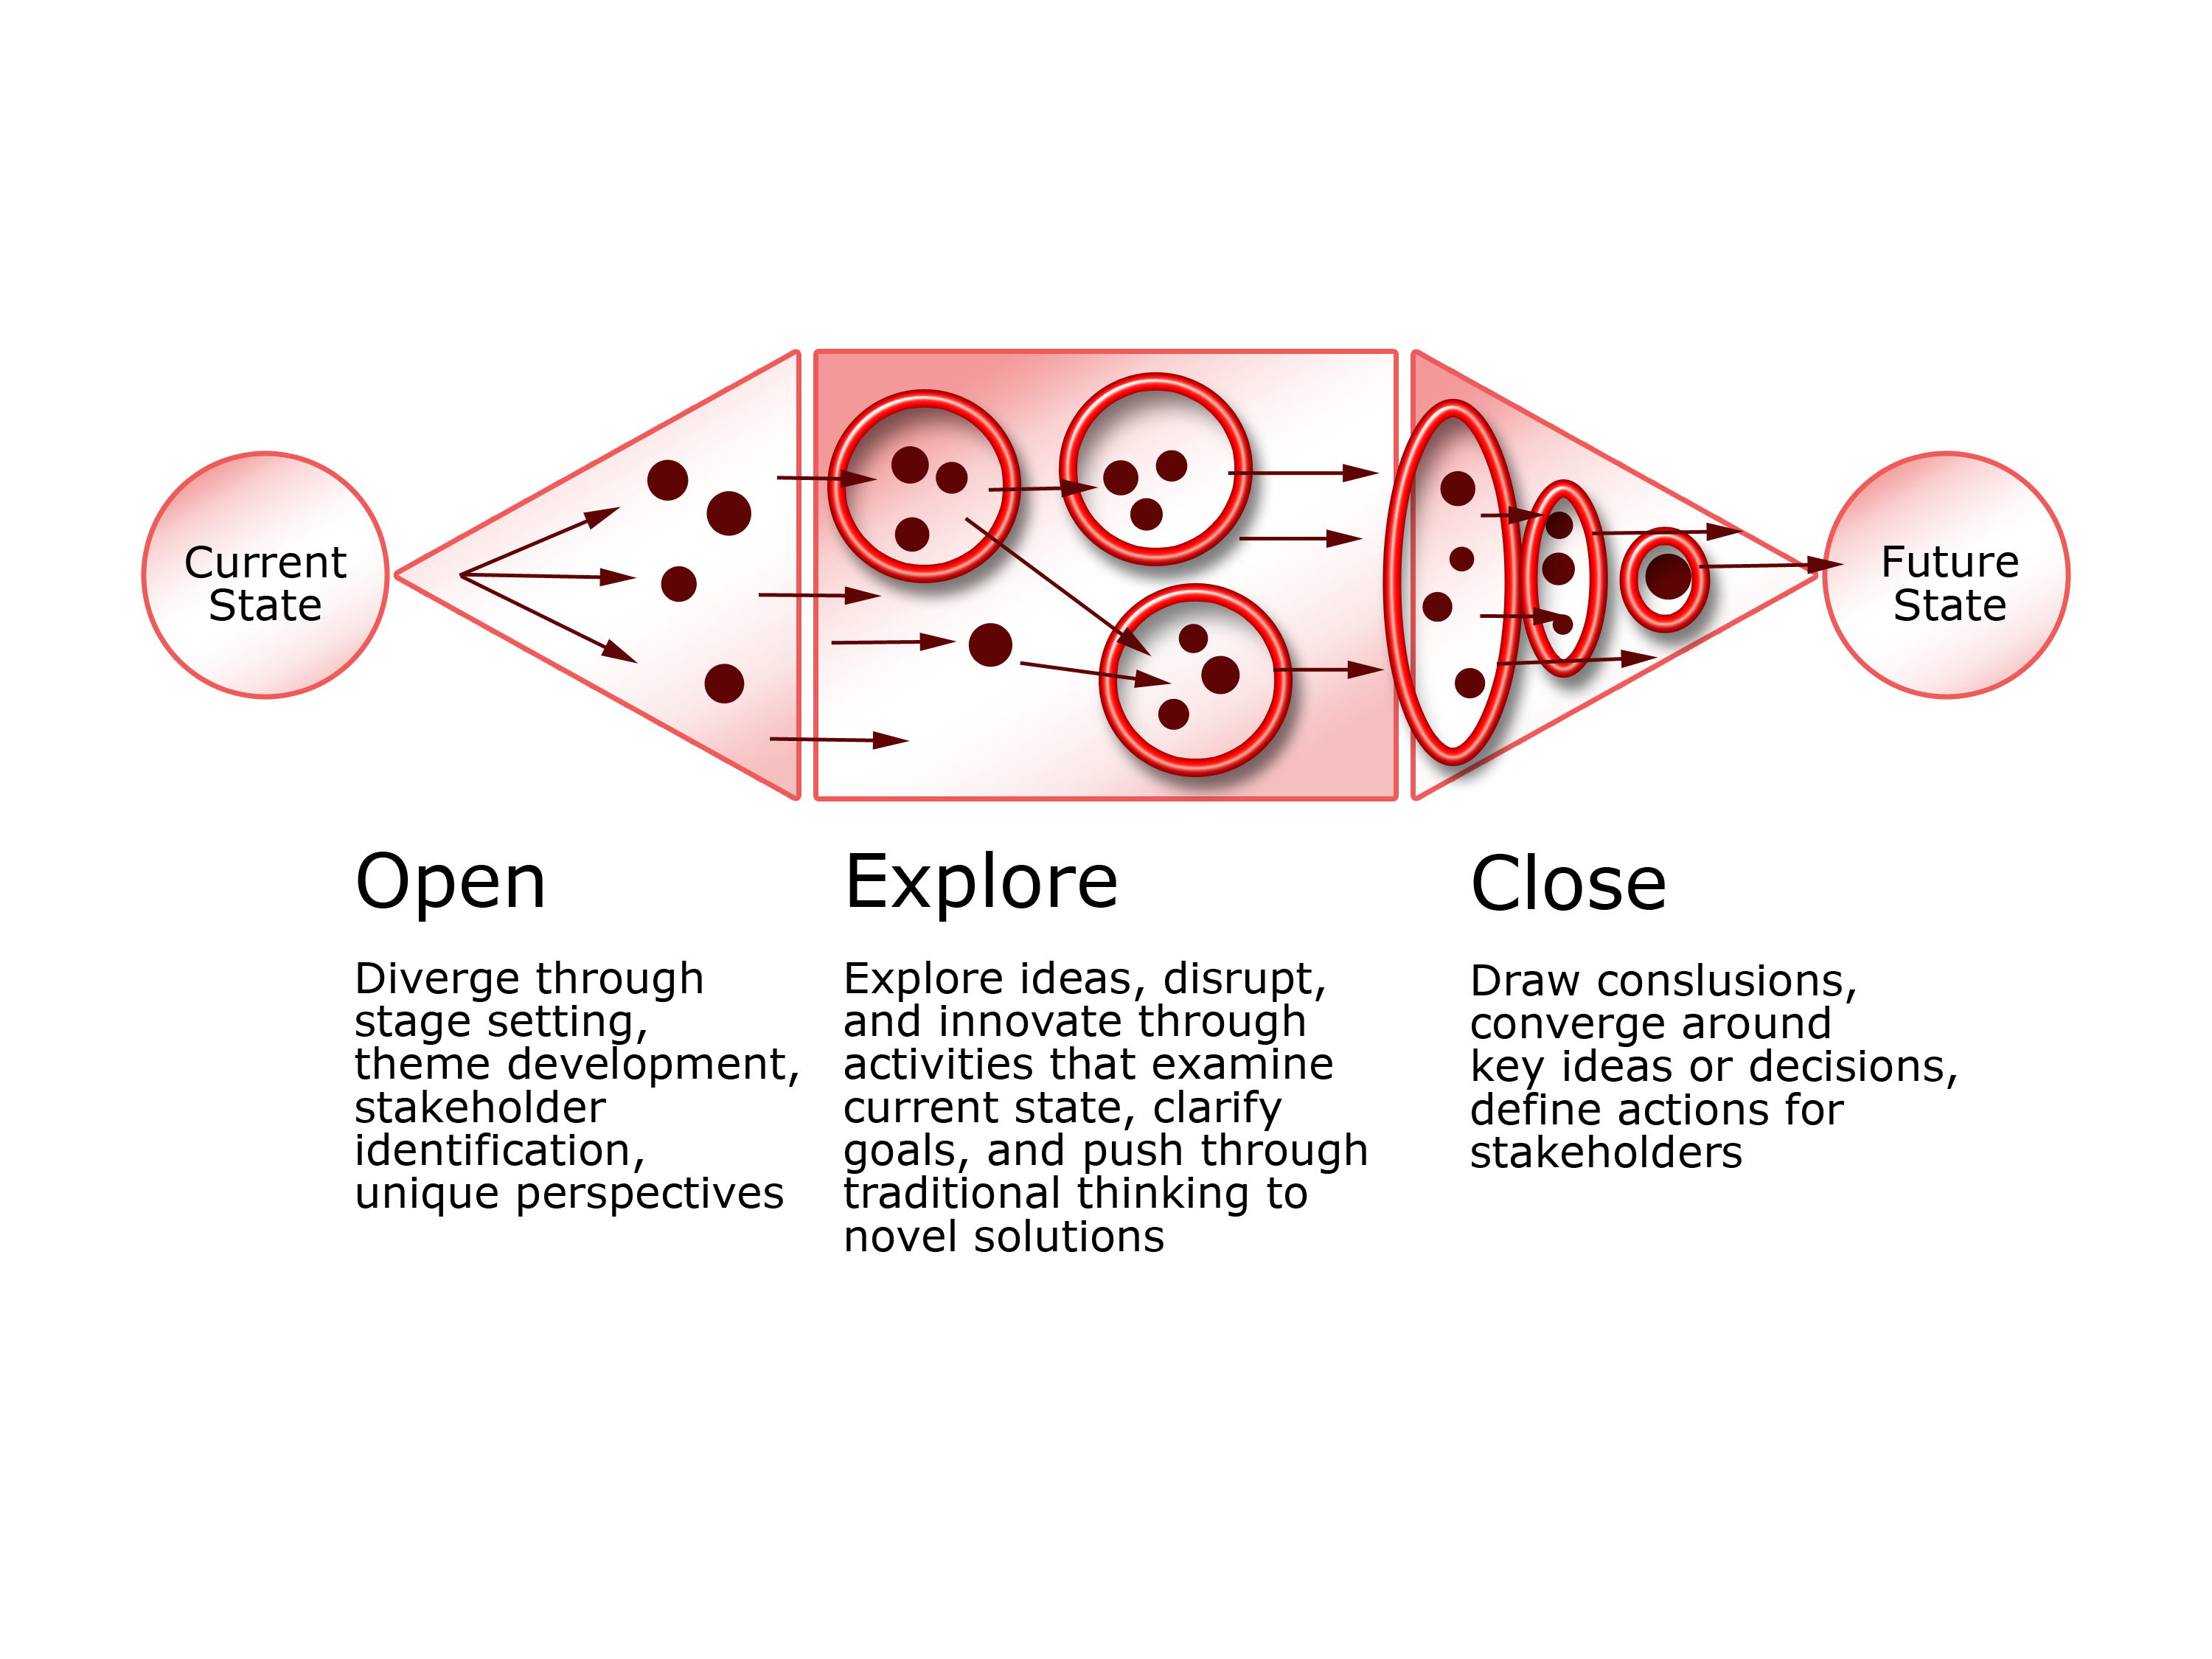 Current
State
Future
State
Open
Diverge through
stage setting,
theme development,
stakeholder
identification,
unique perspectives
Explore
Explore ideas, disrupt,
and innovate through
activities that examine
current state, clarify
goals, and push through
traditional thinking to
novel solutions
Close
Draw conslusions,
converge around
key ideas or decisions,
define actions for
stakeholders